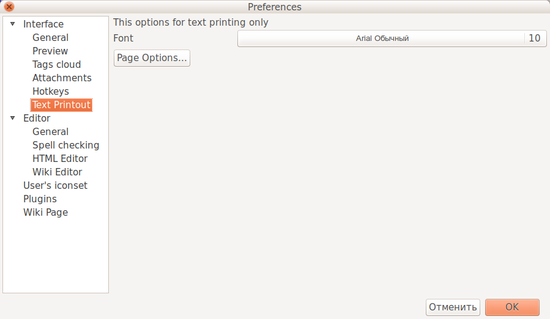 Preferences
Interface
General
Preview
Tags cloud
Attachments
Hotkeys
Text Printout
Editor
General
Spell checking
HTML Editor
Wiki Editor
User's iconset
Plugins
Wiki Page
This options for text printing only
Font Arial Обычный 10
Page Options...
Отменить OK